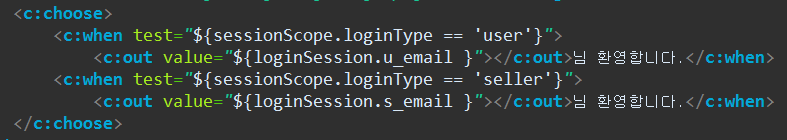 <c:choose>
    <c:when test="${sessionScope.loginType == 'user'}">
        <c:out value="${loginSession.u_email }"></c:out>님 환영합니다.</c:when>
    <c:when test="${sessionScope.loginType == 'seller'}">
        <c:out value="${loginSession.s_email }"></c:out>님 환영합니다.</c:when>
</c:choose>